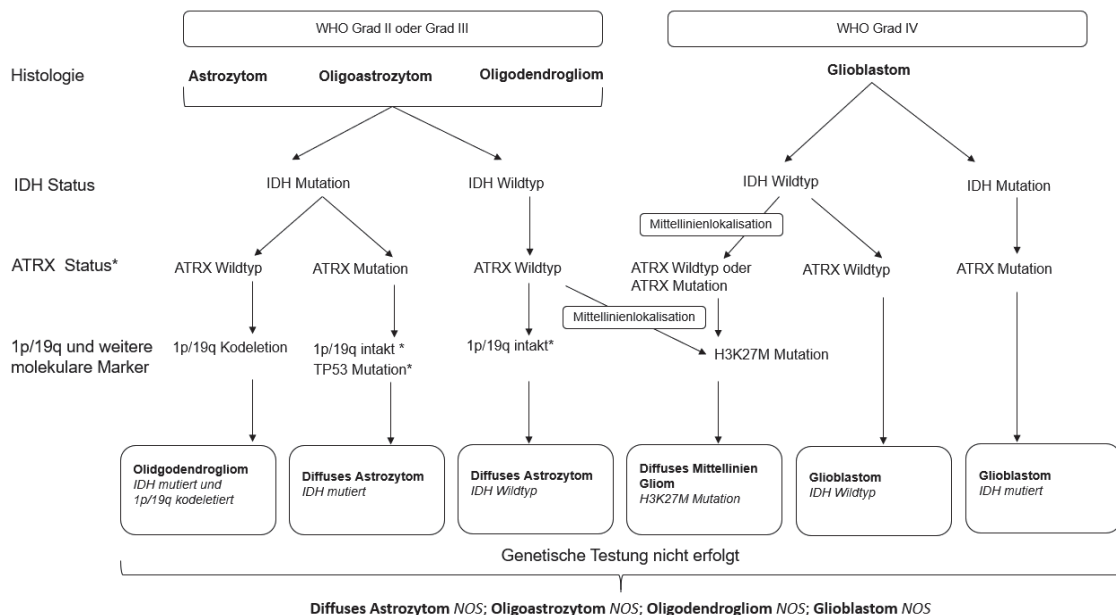 WHO Grad II oder Grad III
WHO Grad IV
Histologie
Astrozytom
Oligoastrozytom
Oligodendrogliom
Glioblastom
IDH Status
IDH Mutation
IDH Wildtyp
IDH Wildtyp
IDH Mutation
Mittellinienlokalisation
ATRX Status*
ATRX Wildtyp
ATRX Mutation
ATRX Wildtyp
ATRX Wildtyp oder
ATRX Mutation
ATRX Wildtyp
ATRX Mutation
Mittellinienlokalisation
1p/19q und weitere
molekulare Marker
1p/19q Kodeletion
1p/19q intakt *
TP53 Mutation*
1p/19q intakt*
H3K27M Mutation
Olidgodendrogliom
IDH mutiert und
1p/19q kodeletiert
Diffuses Astrozytom
IDH mutiert
Diffuses Astrozytom
IDH Wildtyp
Diffuses Mittellinien
Gliom
H3K27M Mutation
Glioblastom
IDH Wildtyp
Glioblastom
IDH mutiert
Genetische Testung nicht erfolgt
Diffuses Astrozytom NOS; Oligoastrozytom NOS; Oligodendrogliom NOS; Glioblastom NOS